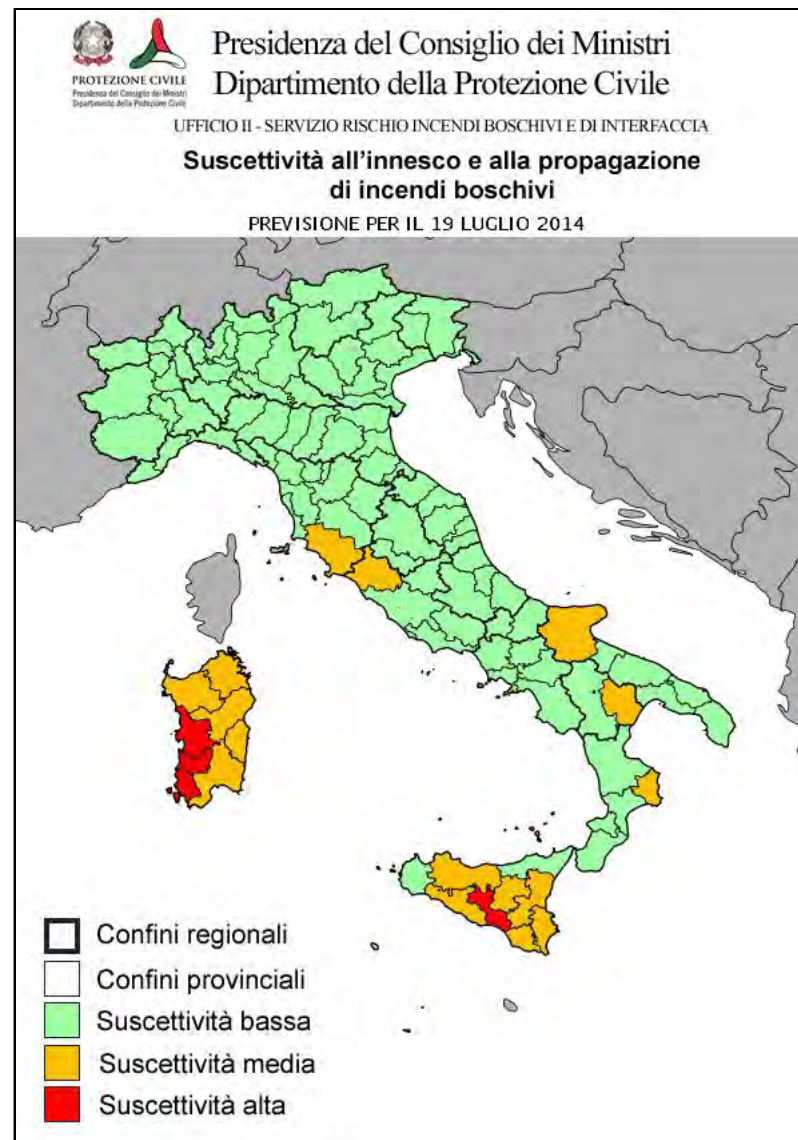 PROTEZIONE CIVILE
Presidenza del Consiglio dei Ministri
Dipartimento della Protezione Civile
Presidenza del Consiglio dei Ministri
Dipartimento della Protezione Civile
UFFICIO II - SERVIZIO RISCHIO INCENDI BOSCHIVI E DI INTERFACCIA
Suscettività all'innesco e alla propagazione
di incendi boschivi
PREVISIONE PER IL 19 LUGLIO 2014
Confini regionali
Confini provinciali
Suscettività bassa
Suscettività media
Suscettività alta